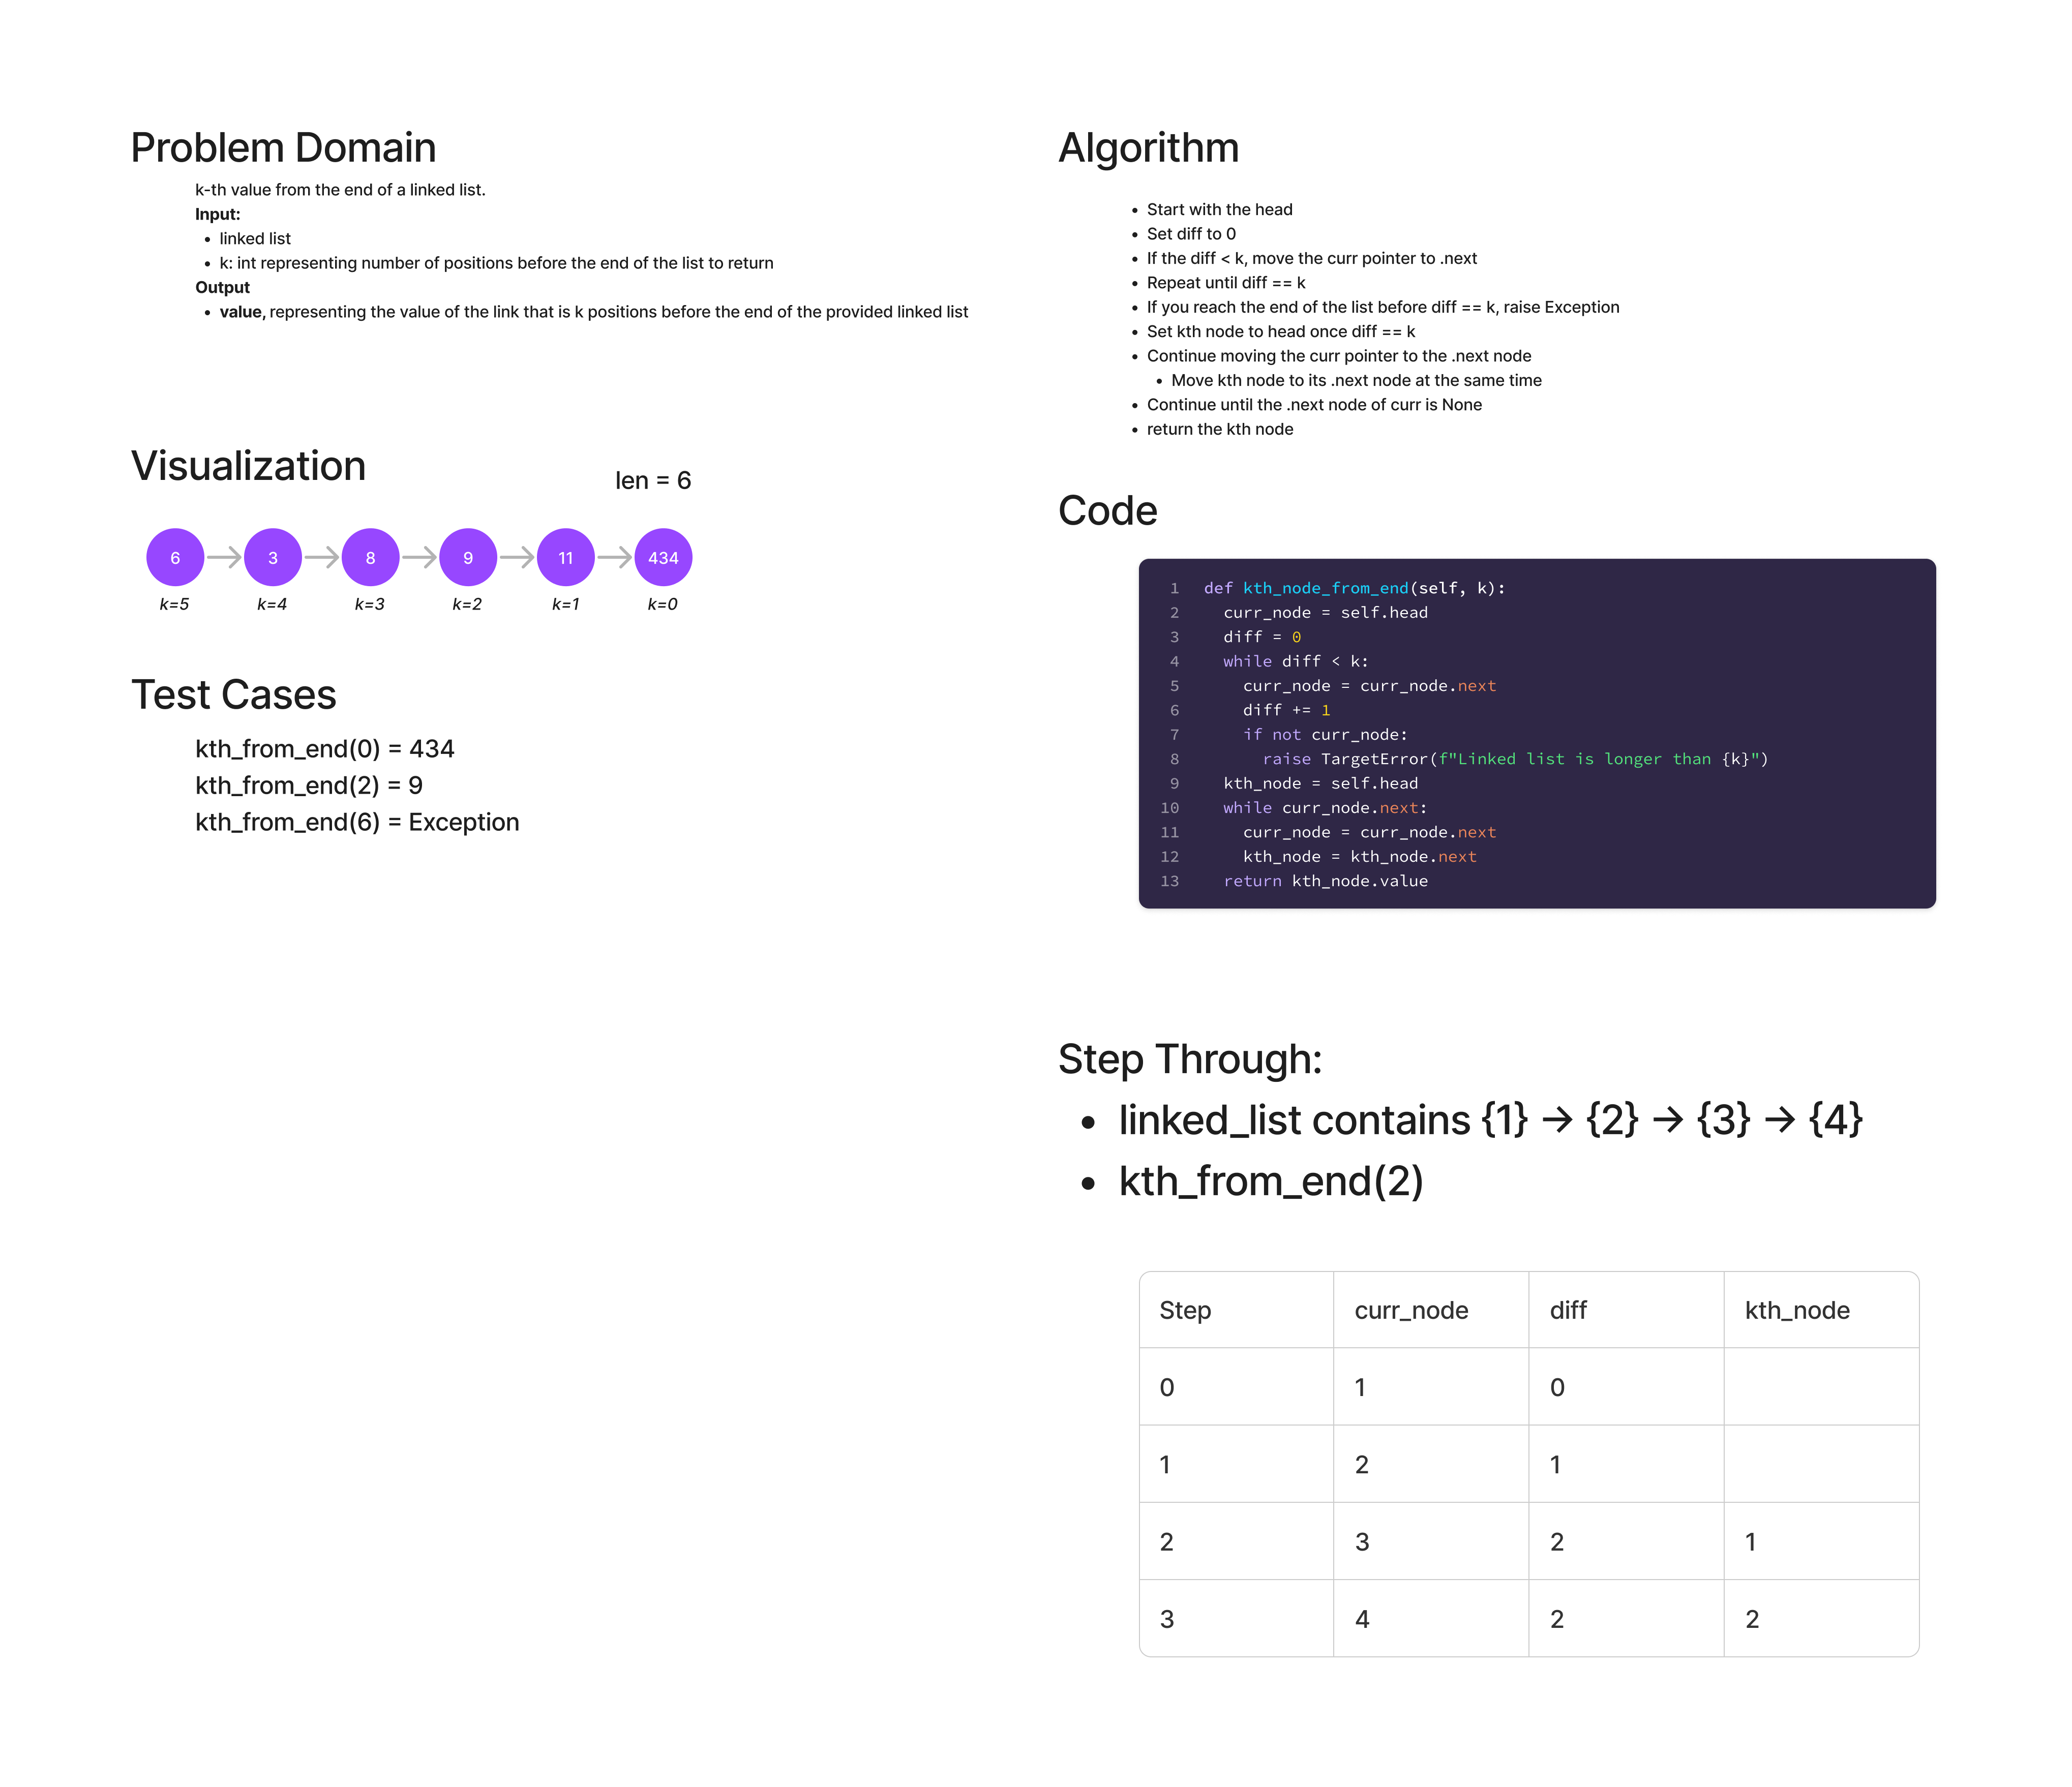 Problem Domain
k-th value from the end of a linked list.
Input:
• linked list
• k: int representing number of positions before the end of the list to return
Output
• value, representing the value of the link that is k positions before the end of the provided linked list
Visualization
len = 6
6 3 8 9 11 434
k=5 k=4 k=3 k=2 k=1 k=0
Test Cases
kth_from_end(0) = 434
kth_from_end(2) = 9
kth_from_end(6) = Exception
Algorithm
• Start with the head
• Set diff to 0
• If the diff < k, move the curr pointer to .next
• Repeat until diff == k
• If you reach the end of the list before diff == k, raise Exception
• Set kth node to head once diff == k
• Continue moving the curr pointer to the .next node
• Move kth node to its .next node at the same time
• Continue until the .next node of curr is None
• return the kth node
Code
1 def kth_node_from_end(self, k):
2 curr_node = self.head
3 diff = 0
4 while diff < k:
5 curr_node = curr_node.next
6 diff += 1
7 if not curr_node:
8 raise TargetError(f"Linked list is longer than {k}")
9 kth_node = self.head
10 while curr_node.next:
11 curr_node = curr_node.next
12 kth_node = kth_node.next
13 return kth_node.value
Step Through:
• linked_list contains {1} → {2} → {3} → {4}
• kth_from_end(2)
Step curr_node diff kth_node
0 1 0
1 2 1
2 3 2 1
3 4 2 2